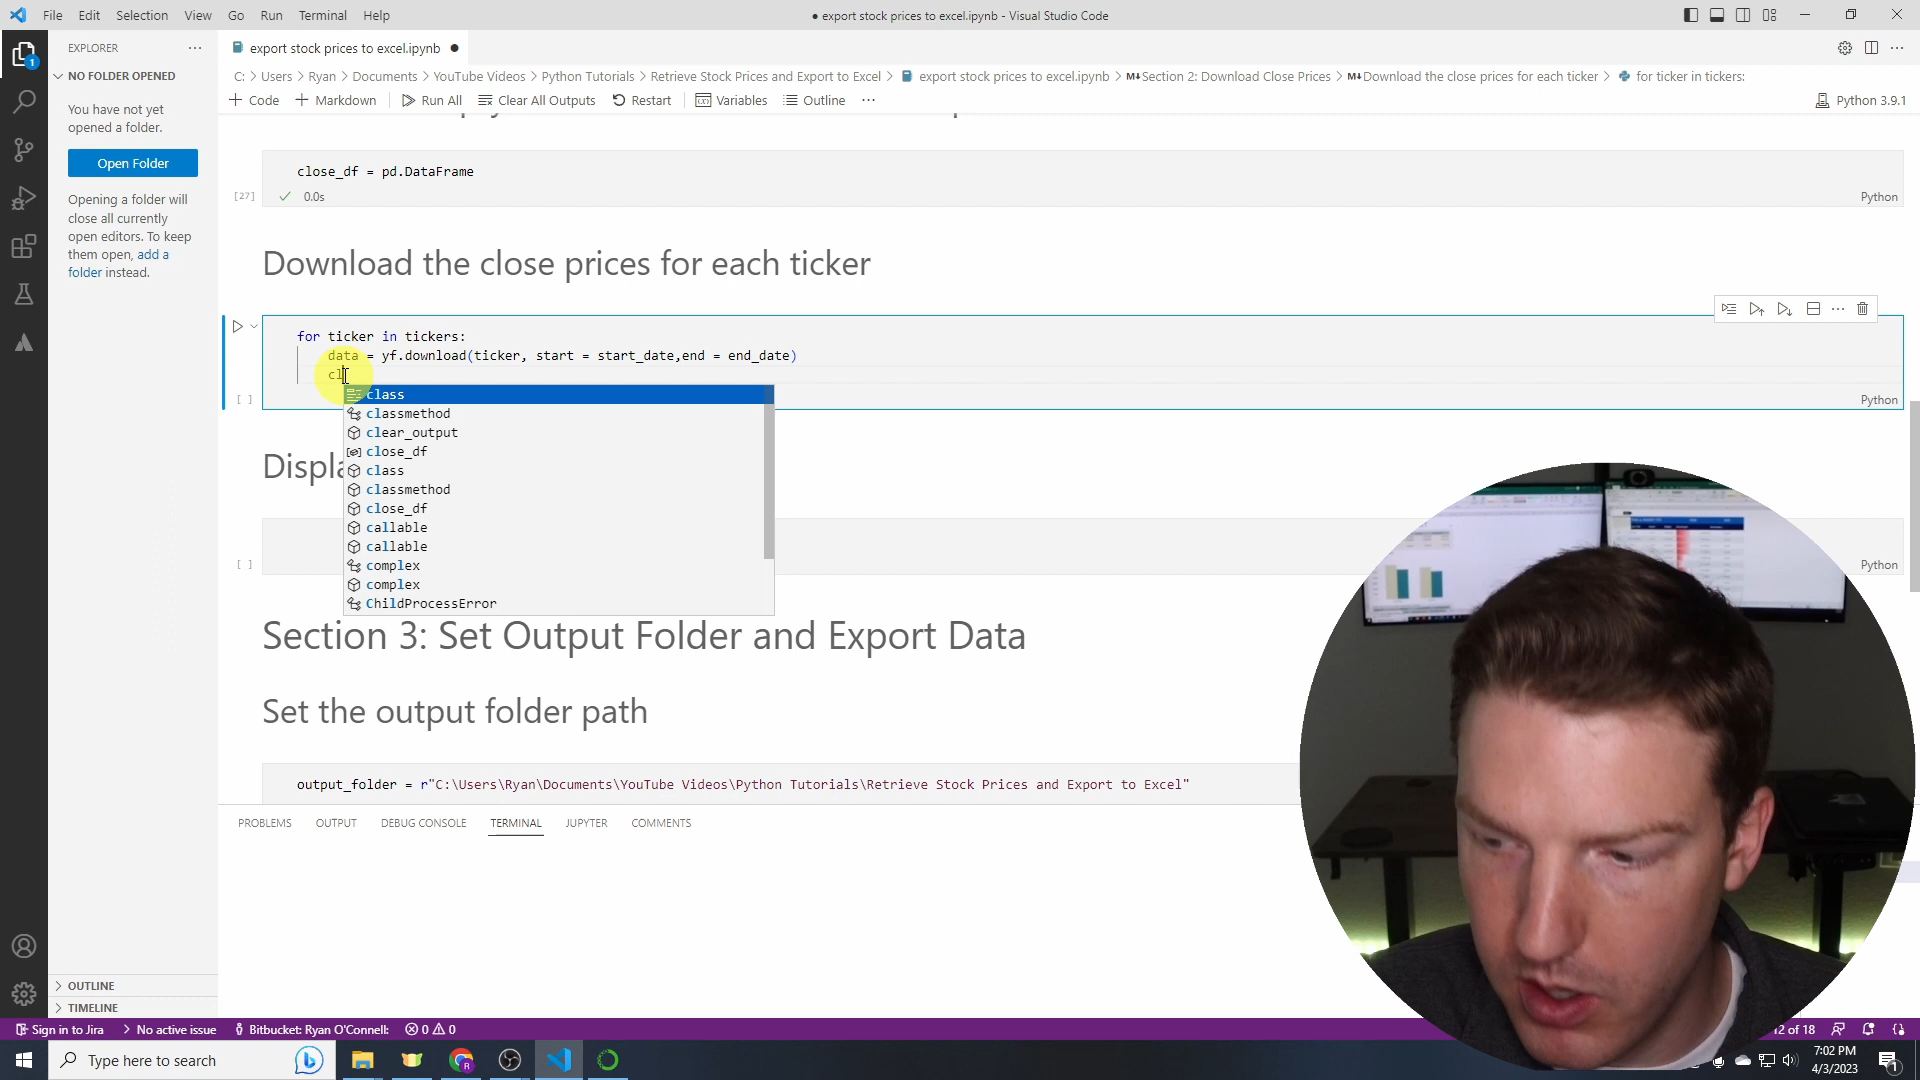 File Edit Selection View Go Run Terminal Help
● export stock prices to excel.ipynb - Visual Studio Code
EXPLORER ···
NO FOLDER OPENED
You have not yet
opened a folder.
Open Folder
Opening a folder will
close all currently
open editors. To keep
them open, add a
folder instead.
OUTLINE
TIMELINE
export stock prices to excel.ipynb ●
C: > Users > Ryan > Documents > YouTube Videos > Python Tutorials > Retrieve Stock Prices and Export to Excel > export stock prices to excel.ipynb > M↓Section 2: Download Close Prices > M↓Download the close prices for each ticker > for ticker in tickers:
+ Code + Markdown Run All Clear All Outputs Restart Variables Outline ··· Python 3.9.1
close_df = pd.DataFrame
[27] ✓ 0.0s Python
Download the close prices for each ticker
for ticker in tickers:
data = yf.download(ticker, start = start_date,end = end_date)
cl
[ ] Python
class
classmethod
clear_output
close_df
class
classmethod
close_df
callable
callable
complex
complex
ChildProcessError
Displa
[ ] Python
Section 3: Set Output Folder and Export Data
Set the output folder path
output_folder = r"C:\Users\Ryan\Documents\YouTube Videos\Python Tutorials\Retrieve Stock Prices and Export to Excel"
PROBLEMS OUTPUT DEBUG CONSOLE TERMINAL JUPYTER COMMENTS
Sign in to Jira > No active issue Bitbucket: Ryan O'Connell: 0 0 12 of 18
Type here to search
7:02 PM
4/3/2023